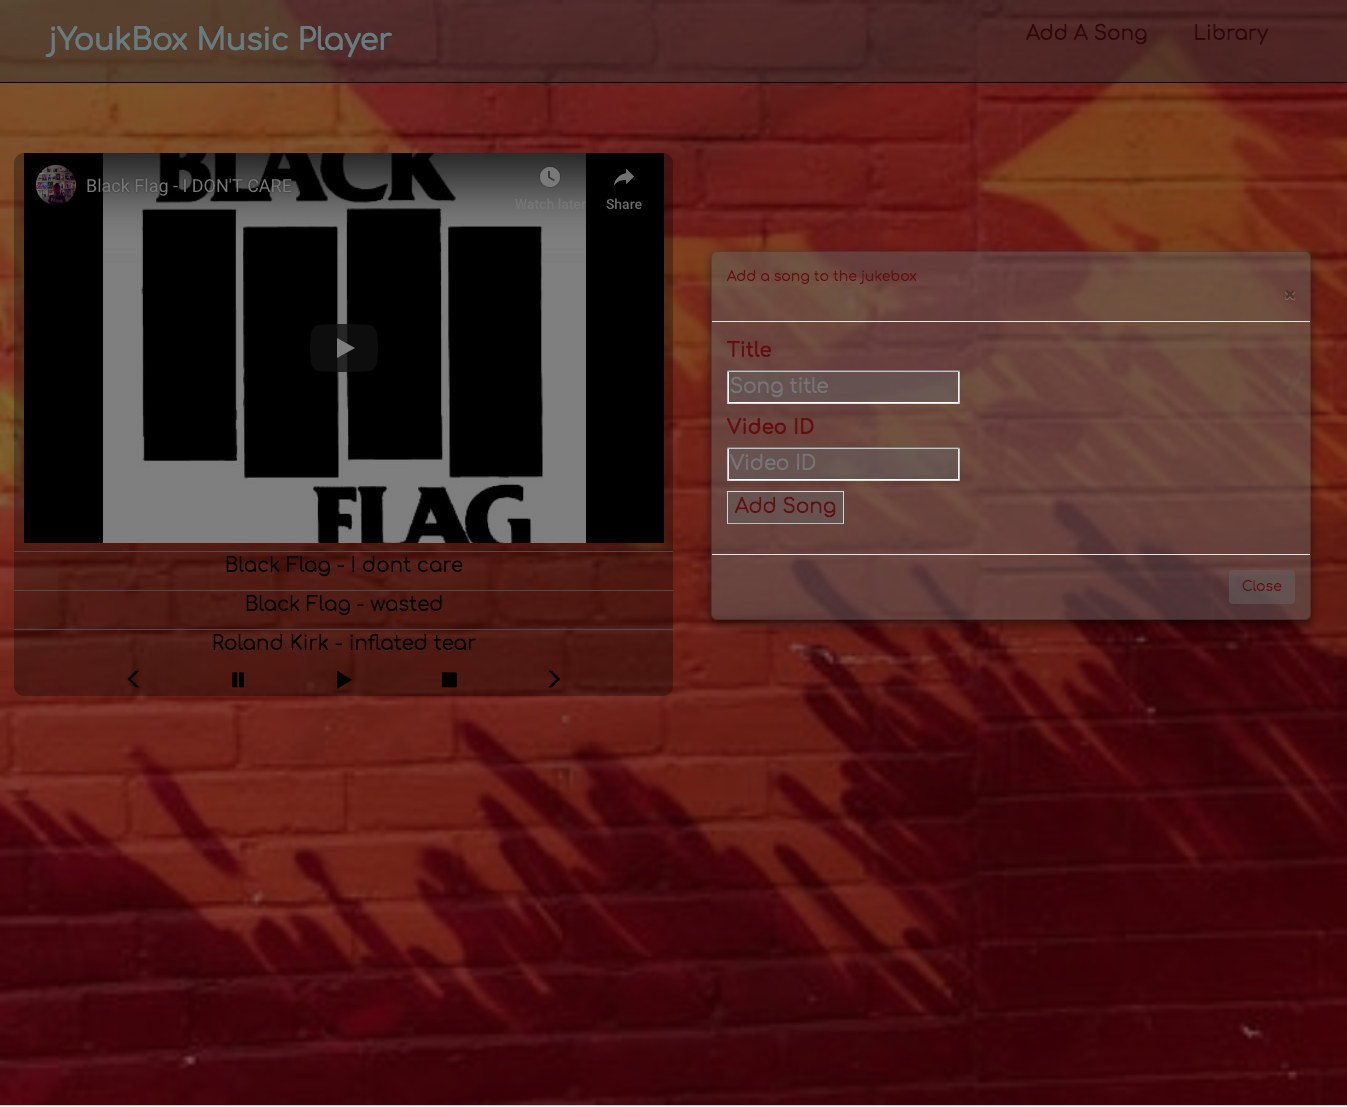 jYoukBox Music Player
Add A Song
Library
BLACK
Black Flag - I DON'T CARE
Watch later
Share
FLAG
Black Flag - I dont care
Black Flag - wasted
Roland Kirk - inflated tear
Add a song to the jukebox
×
Title
Song title
Video ID
Video ID
Add Song
Close